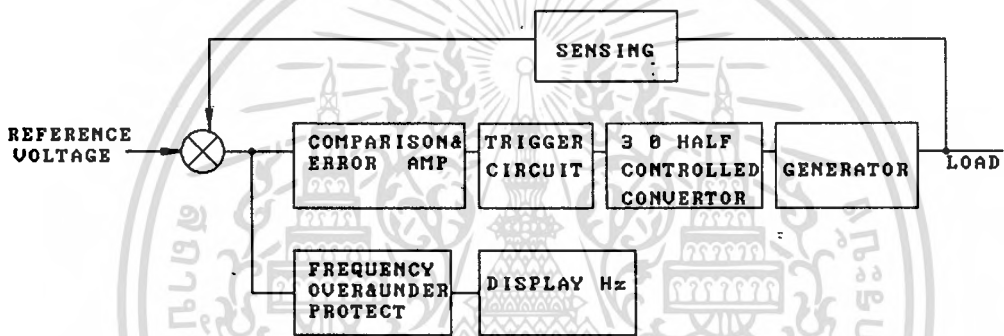 SENSING
REFERENCE
VOLTAGE
COMPARISON&
ERROR AMP
TRIGGER
CIRCUIT
3 0 HALF
CONTROLLED
CONVERTOR
GENERATOR
LOAD
FREQUENCY
OVER&UNDER
PROTECT
DISPLAY Hz